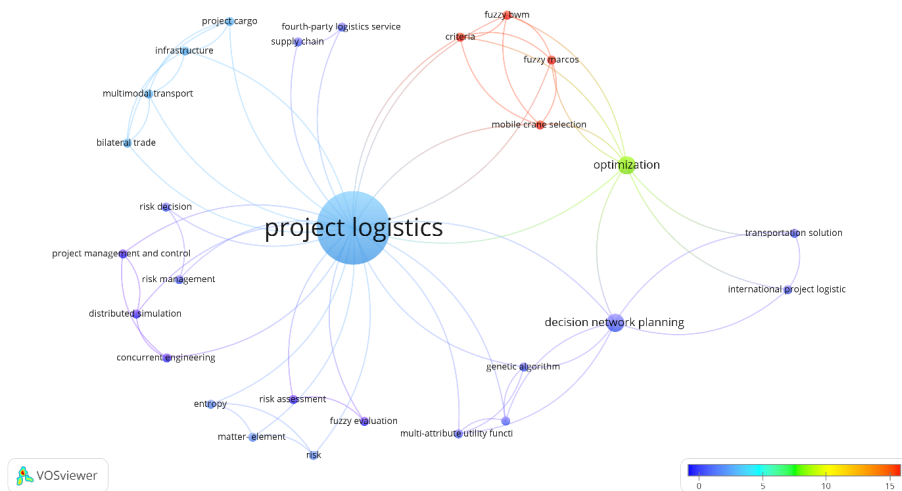 fuzzy bwm
project cargo
fourth-party logistics service
criteria
supply chain
infrastructure
fuzzy marcos
multimodal transport
mobile crane selection
bilateral trade
optimization
risk decision
project logistics
transportation solution
project management and control
risk management
international project logistic
distributed simulation
decision network planning
concurrent engineering
genetic algorithm
risk assessment
entropy
fuzzy evaluation
multi-attribute utility functi
matter-element
risk
VOSviewer
0 5 10 15